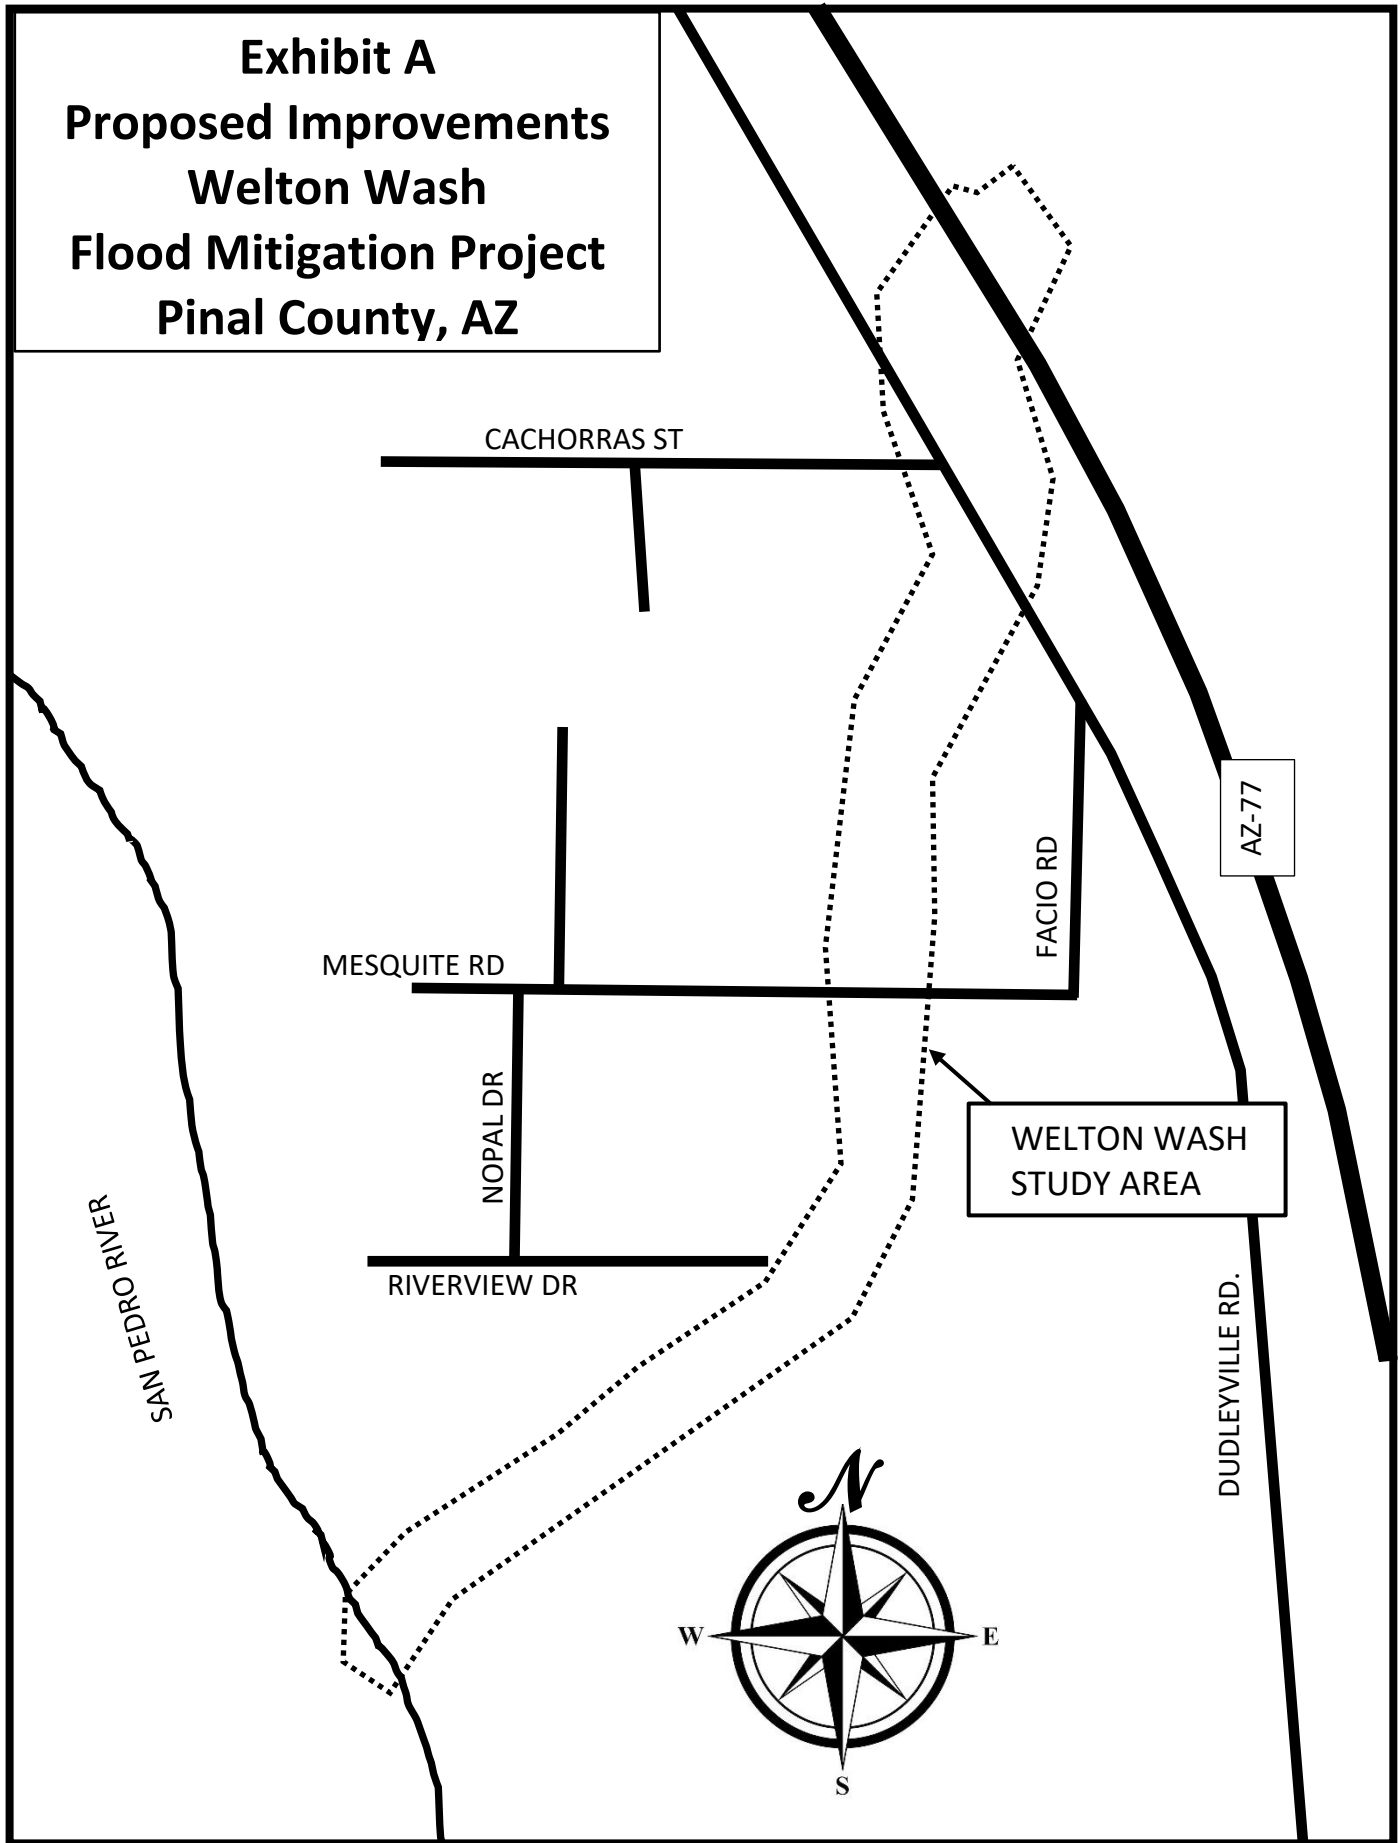 Exhibit A
Proposed Improvements
Welton Wash
Flood Mitigation Project
Pinal County, AZ
CACHORRAS ST
AZ-77
FACIO RD
MESQUITE RD
NOPAL DR
WELTON WASH
STUDY AREA
SAN PEDRO RIVER
RIVERVIEW DR
DUDLEYVILLE RD.
N
W
E
S